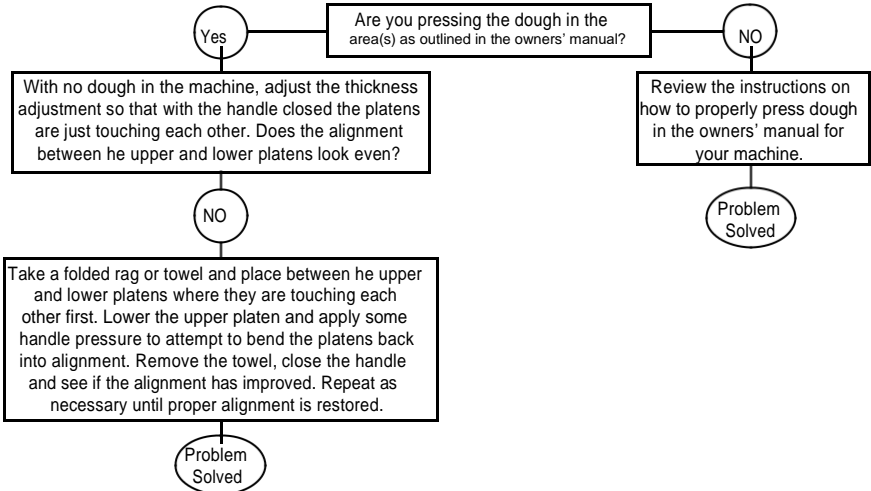 Are you pressing the dough in the
area(s) as outlined in the owners' manual?
Yes
NO
With no dough in the machine, adjust the thickness
adjustment so that with the handle closed the platens
are just touching each other. Does the alignment
between he upper and lower platens look even?
Review the instructions on
how to properly press dough
in the owners' manual for
your machine.
NO
Problem
Solved
Take a folded rag or towel and place between he upper
and lower platens where they are touching each
other first. Lower the upper platen and apply some
handle pressure to attempt to bend the platens back
into alignment. Remove the towel, close the handle
and see if the alignment has improved. Repeat as
necessary until proper alignment is restored.
Problem
Solved